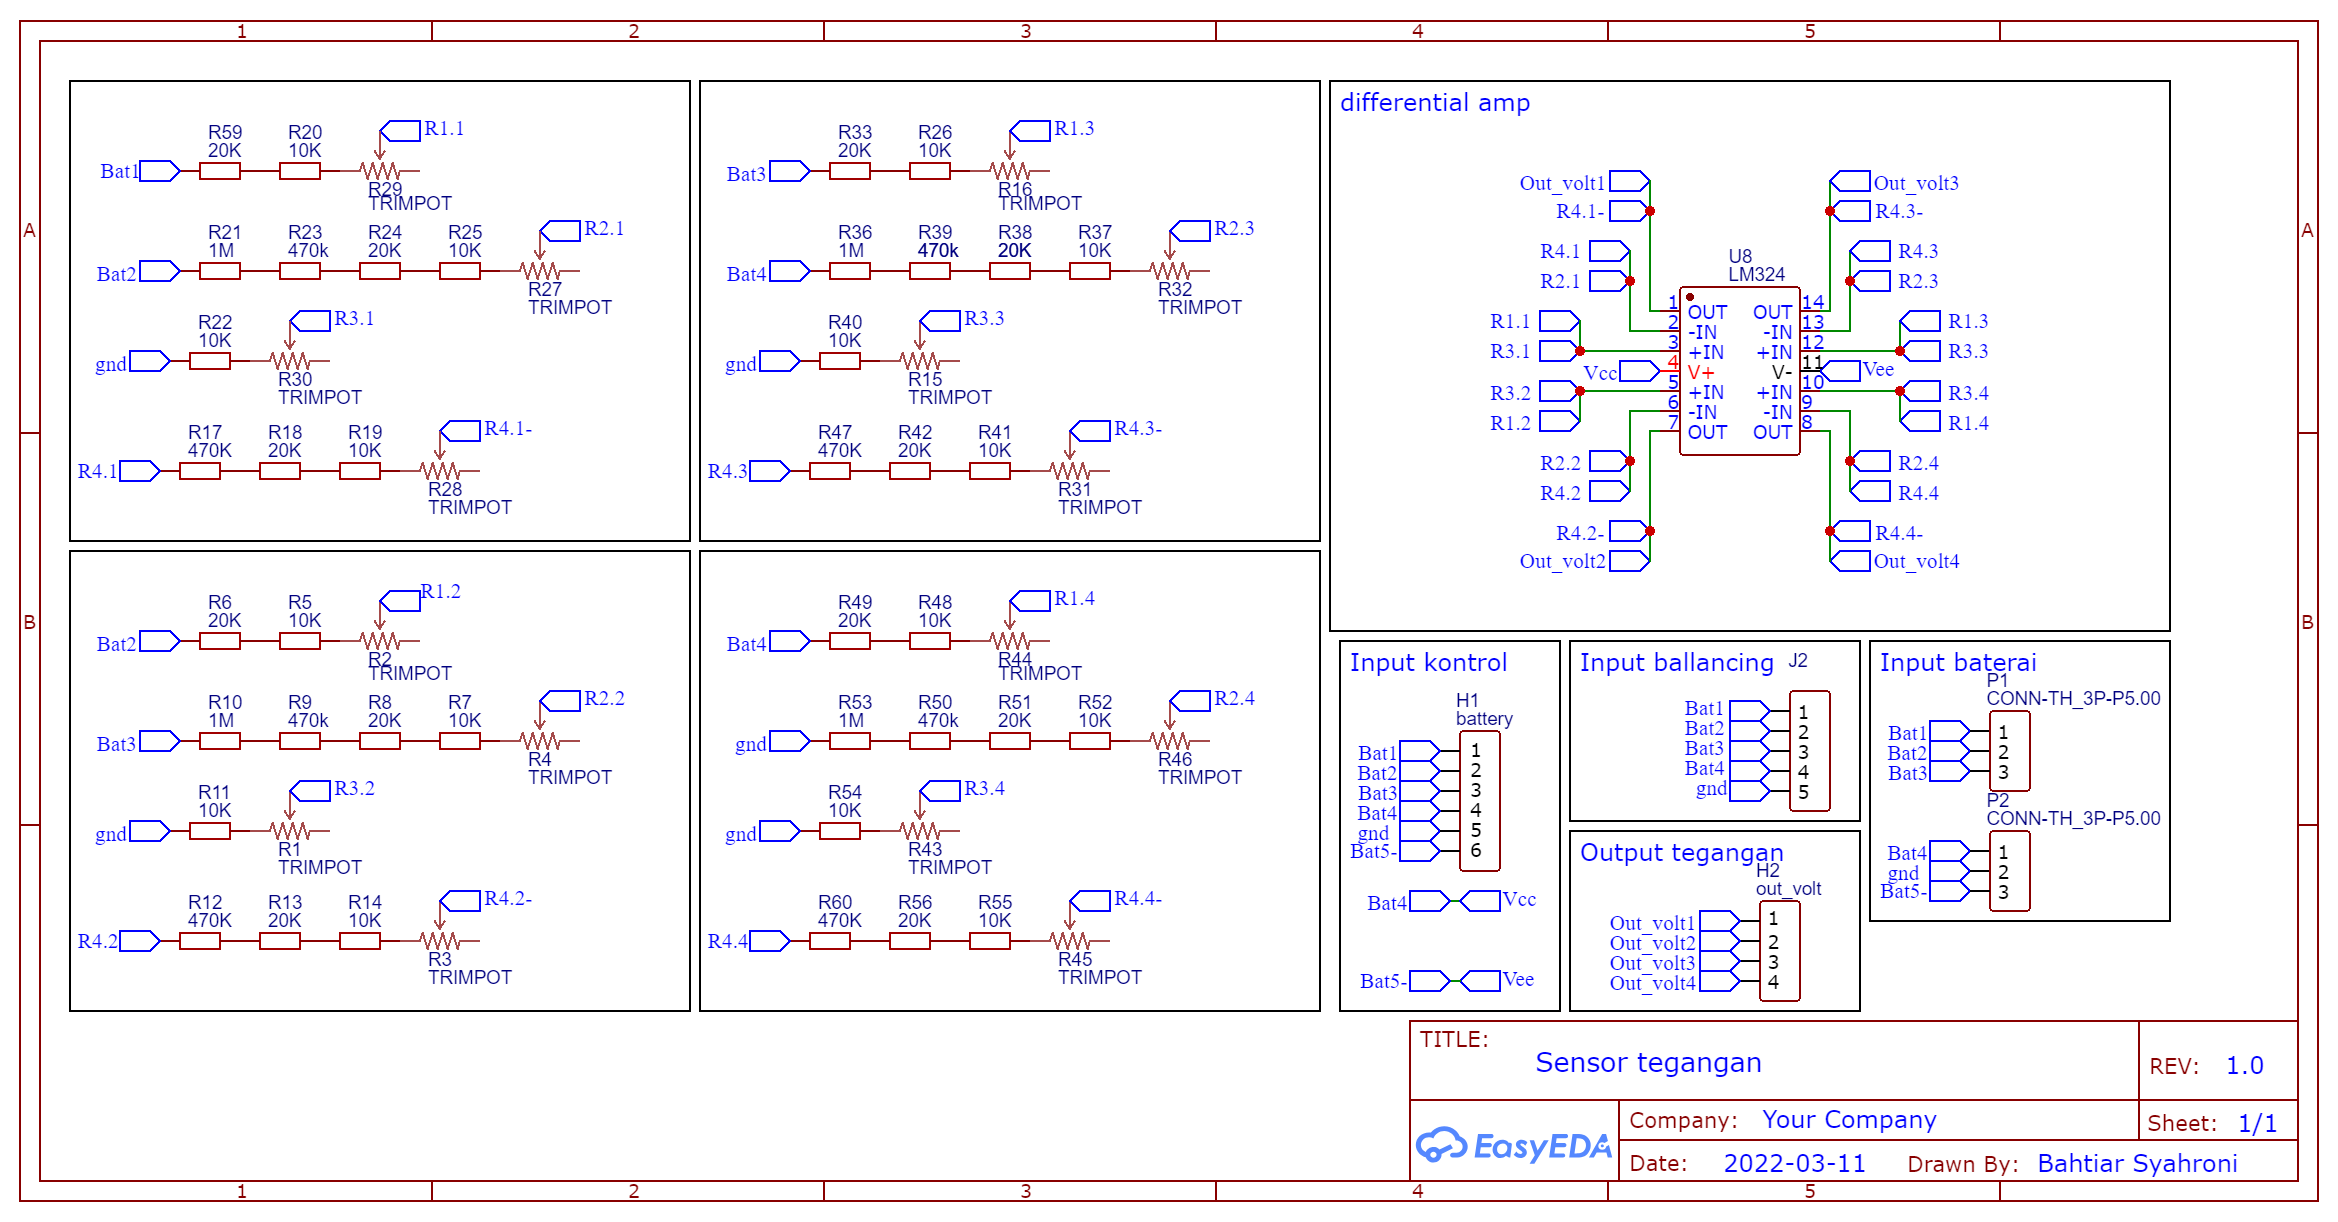 1 2 3 4 5
A
B
R59 R20
20K 10K
R1.1
Bat1
R29
TRIMPOT
R21 R23 R24 R25
1M 470k 20K 10K
R2.1
Bat2
R27
TRIMPOT
R22
10K
R3.1
gnd
R30
TRIMPOT
R17 R18 R19
470K 20K 10K
R4.1-
R4.1
R28
TRIMPOT
R33 R26
20K 10K
R1.3
Bat3
R16
TRIMPOT
R36 R39 R38 R37
1M 470k 20K 10K
R2.3
Bat4
R32
TRIMPOT
R40
10K
R3.3
gnd
R15
TRIMPOT
R47 R42 R41
470K 20K 10K
R4.3-
R4.3
R31
TRIMPOT
R6 R5
20K 10K
R1.2
Bat2
R2
TRIMPOT
R10 R9 R8 R7
1M 470k 20K 10K
R2.2
Bat3
R4
TRIMPOT
R11
10K
R3.2
gnd
R1
TRIMPOT
R12 R13 R14
470K 20K 10K
R4.2-
R4.2
R3
TRIMPOT
R49 R48
20K 10K
R1.4
Bat4
R44
TRIMPOT
R53 R50 R51 R52
1M 470k 20K 10K
R2.4
gnd
R46
TRIMPOT
R54
10K
R3.4
gnd
R43
TRIMPOT
R60 R56 R55
470K 20K 10K
R4.4-
R4.4
R45
TRIMPOT
differential amp
Out_volt1 Out_volt3
R4.1- R4.3-
R4.1 R4.3
R2.1 R2.3
U8
LM324
R1.1 1 OUT OUT 14 R1.3
2 -IN -IN 13
R3.1 3 +IN +IN 12 R3.3
Vcc 4 V+ V- 11 Vee
R3.2 5 +IN +IN 10 R3.4
6 -IN -IN 9
R1.2 7 OUT OUT 8 R1.4
R2.2 R2.4
R4.2 R4.4
R4.2- R4.4-
Out_volt2 Out_volt4
Input kontrol
H1
battery
Bat1 1
Bat2 2
Bat3 3
Bat4 4
gnd 5
Bat5- 6
Bat4 Vcc
Bat5- Vee
Input ballancing J2
Bat1 1
Bat2 2
Bat3 3
Bat4 4
gnd 5
Output tegangan
H2
out_volt
Out_volt1 1
Out_volt2 2
Out_volt3 3
Out_volt4 4
Input baterai
P1
CONN-TH_3P-P5.00
Bat1 1
Bat2 2
Bat3 3
P2
CONN-TH_3P-P5.00
Bat4 1
gnd 2
Bat5- 3
A
B
TITLE:
Sensor tegangan
REV: 1.0
EasyEDA
Company: Your Company
Sheet: 1/1
Date: 2022-03-11 Drawn By: Bahtiar Syahroni
1 2 3 4 5